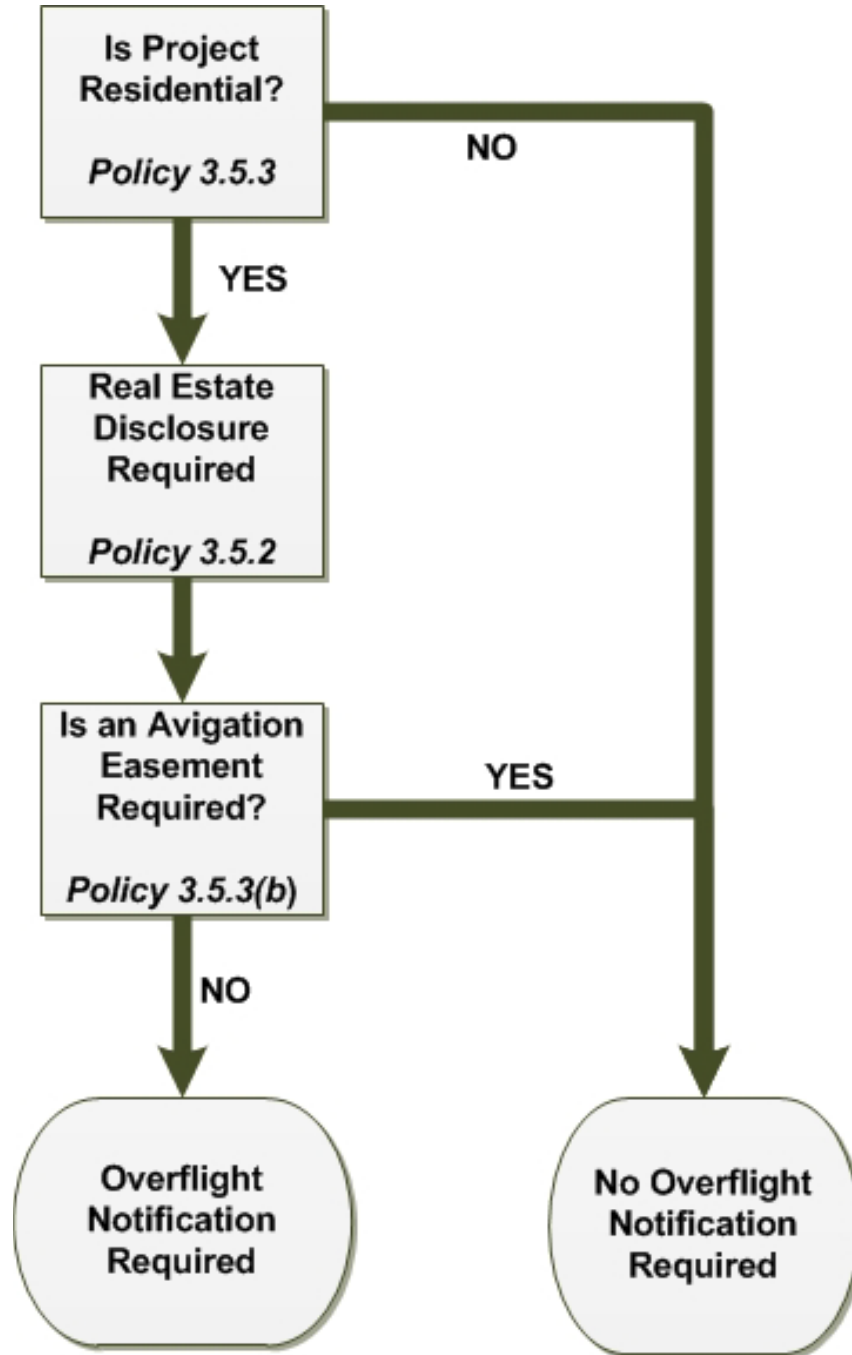 Is Project
Residential?
Policy 3.5.3
NO
YES
Real Estate
Disclosure
Required
Policy 3.5.2
Is an Avigation
Easement
Required?
Policy 3.5.3(b)
YES
NO
Overflight
Notification
Required
No Overflight
Notification
Required